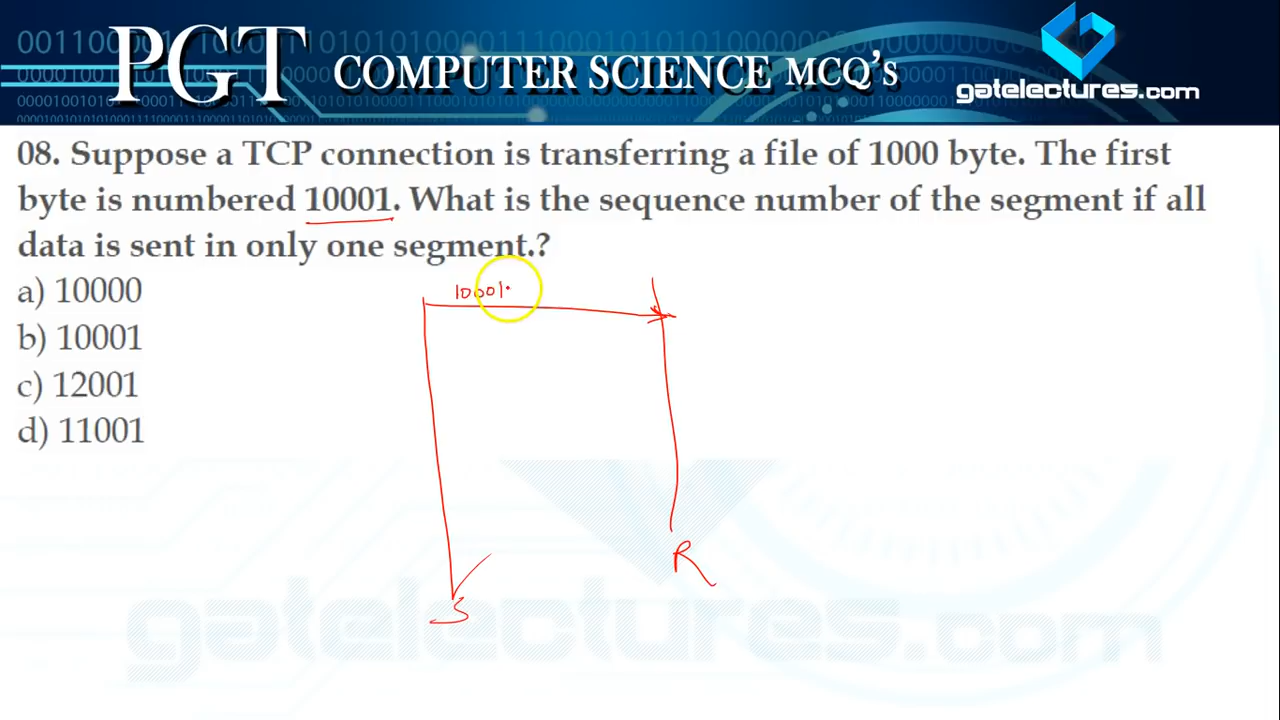 PGT COMPUTER SCIENCE MCQ's
gatelectures.com
08. Suppose a TCP connection is transferring a file of 1000 byte. The first
byte is numbered 10001. What is the sequence number of the segment if all
data is sent in only one segment.?
a) 10000
b) 10001
c) 12001
d) 11001
10001
R
S
gatelectures.com